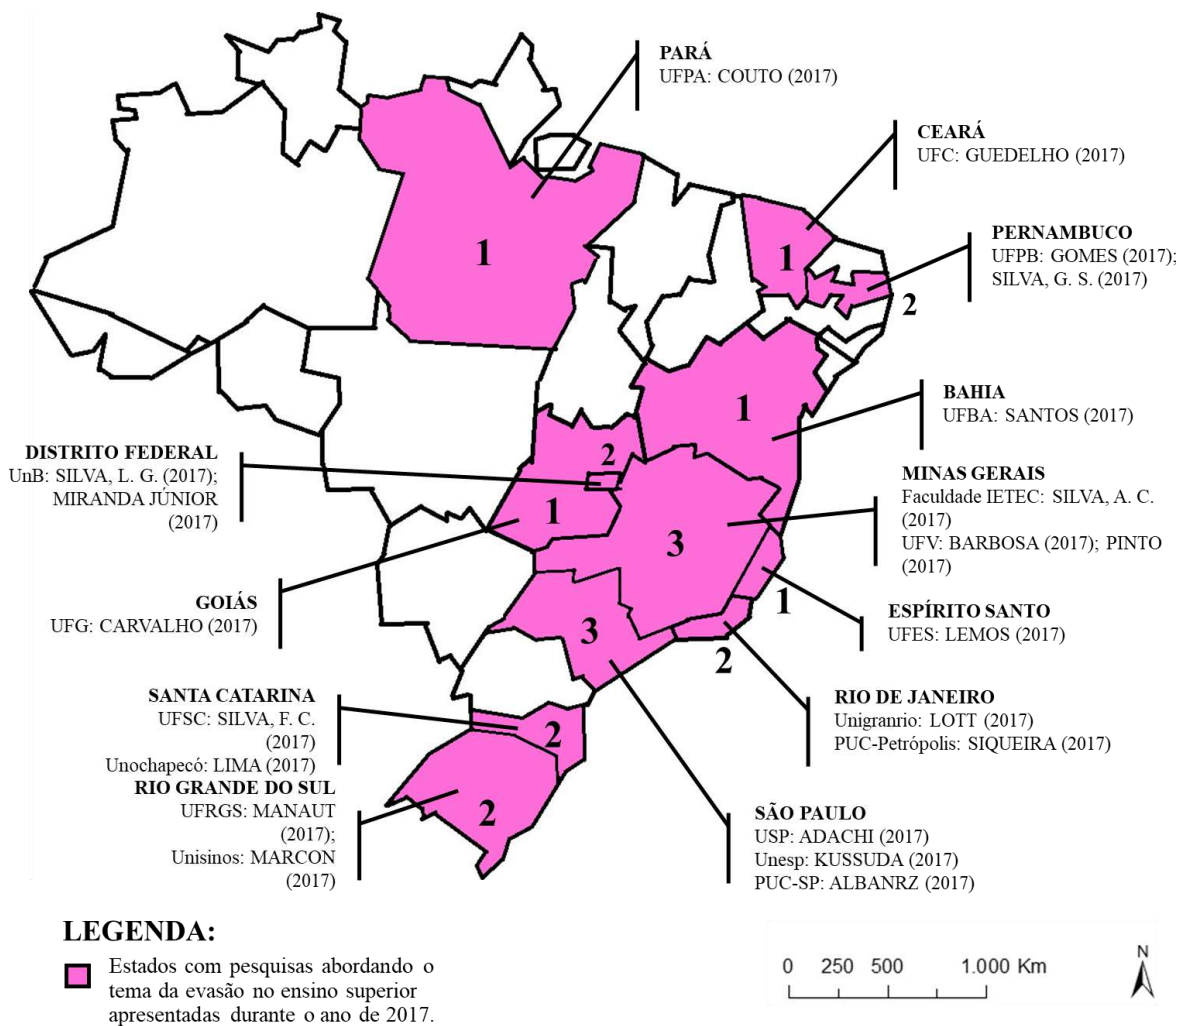 PARÁ
UFPA: COUTO (2017)
CEARÁ
UFC: GUEDELHO (2017)
PERNAMBUCO
UFPB: GOMES (2017);
SILVA, G. S. (2017)
1
1
2
BAHIA
UFBA: SANTOS (2017)
1
DISTRITO FEDERAL
UnB: SILVA, L. G. (2017);
MIRANDA JÚNIOR
(2017)
2
1
MINAS GERAIS
Faculdade IETEC: SILVA, A. C.
(2017)
UFV: BARBOSA (2017); PINTO
(2017)
3
GOIÁS
UFG: CARVALHO (2017)
ESPÍRITO SANTO
UFES: LEMOS (2017)
1
3
2
SANTA CATARINA
UFSC: SILVA, F. C.
(2017)
Unochapecó: LIMA (2017)
2
RIO DE JANEIRO
Unigranrio: LOTT (2017)
PUC-Petrópolis: SIQUEIRA (2017)
RIO GRANDE DO SUL
UFRGS: MANAUT
(2017);
Unisinos: MARCON
(2017)
2
SÃO PAULO
USP: ADACHI (2017)
Unesp: KUSSUDA (2017)
PUC-SP: ALBANRZ (2017)
LEGENDA:
Estados com pesquisas abordando o
tema da evasão no ensino superior
apresentadas durante o ano de 2017.
0 250 500 1.000 Km
N